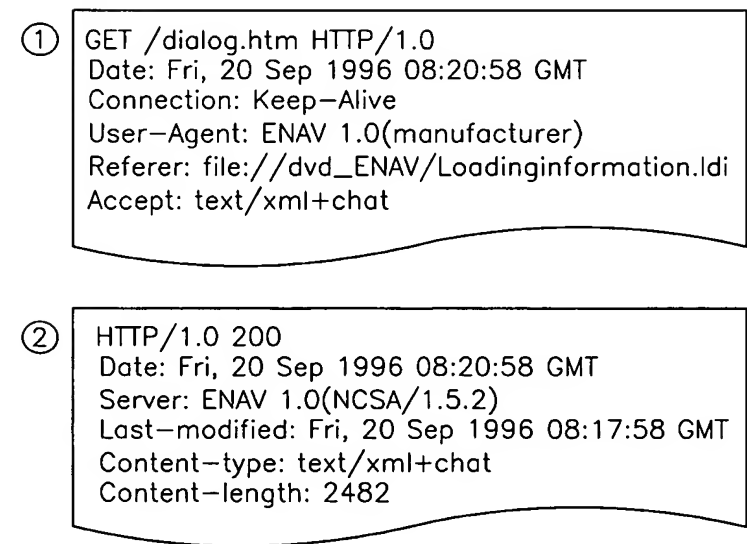 ① GET /dialog.htm HTTP/1.0
Date: Fri, 20 Sep 1996 08:20:58 GMT
Connection: Keep-Alive
User-Agent: ENAV 1.0(manufacturer)
Referer: file://dvd_ENAV/Loadinginformation.ldi
Accept: text/xml+chat
② HTTP/1.0 200
Date: Fri, 20 Sep 1996 08:20:58 GMT
Server: ENAV 1.0(NCSA/1.5.2)
Last-modified: Fri, 20 Sep 1996 08:17:58 GMT
Content-type: text/xml+chat
Content-length: 2482